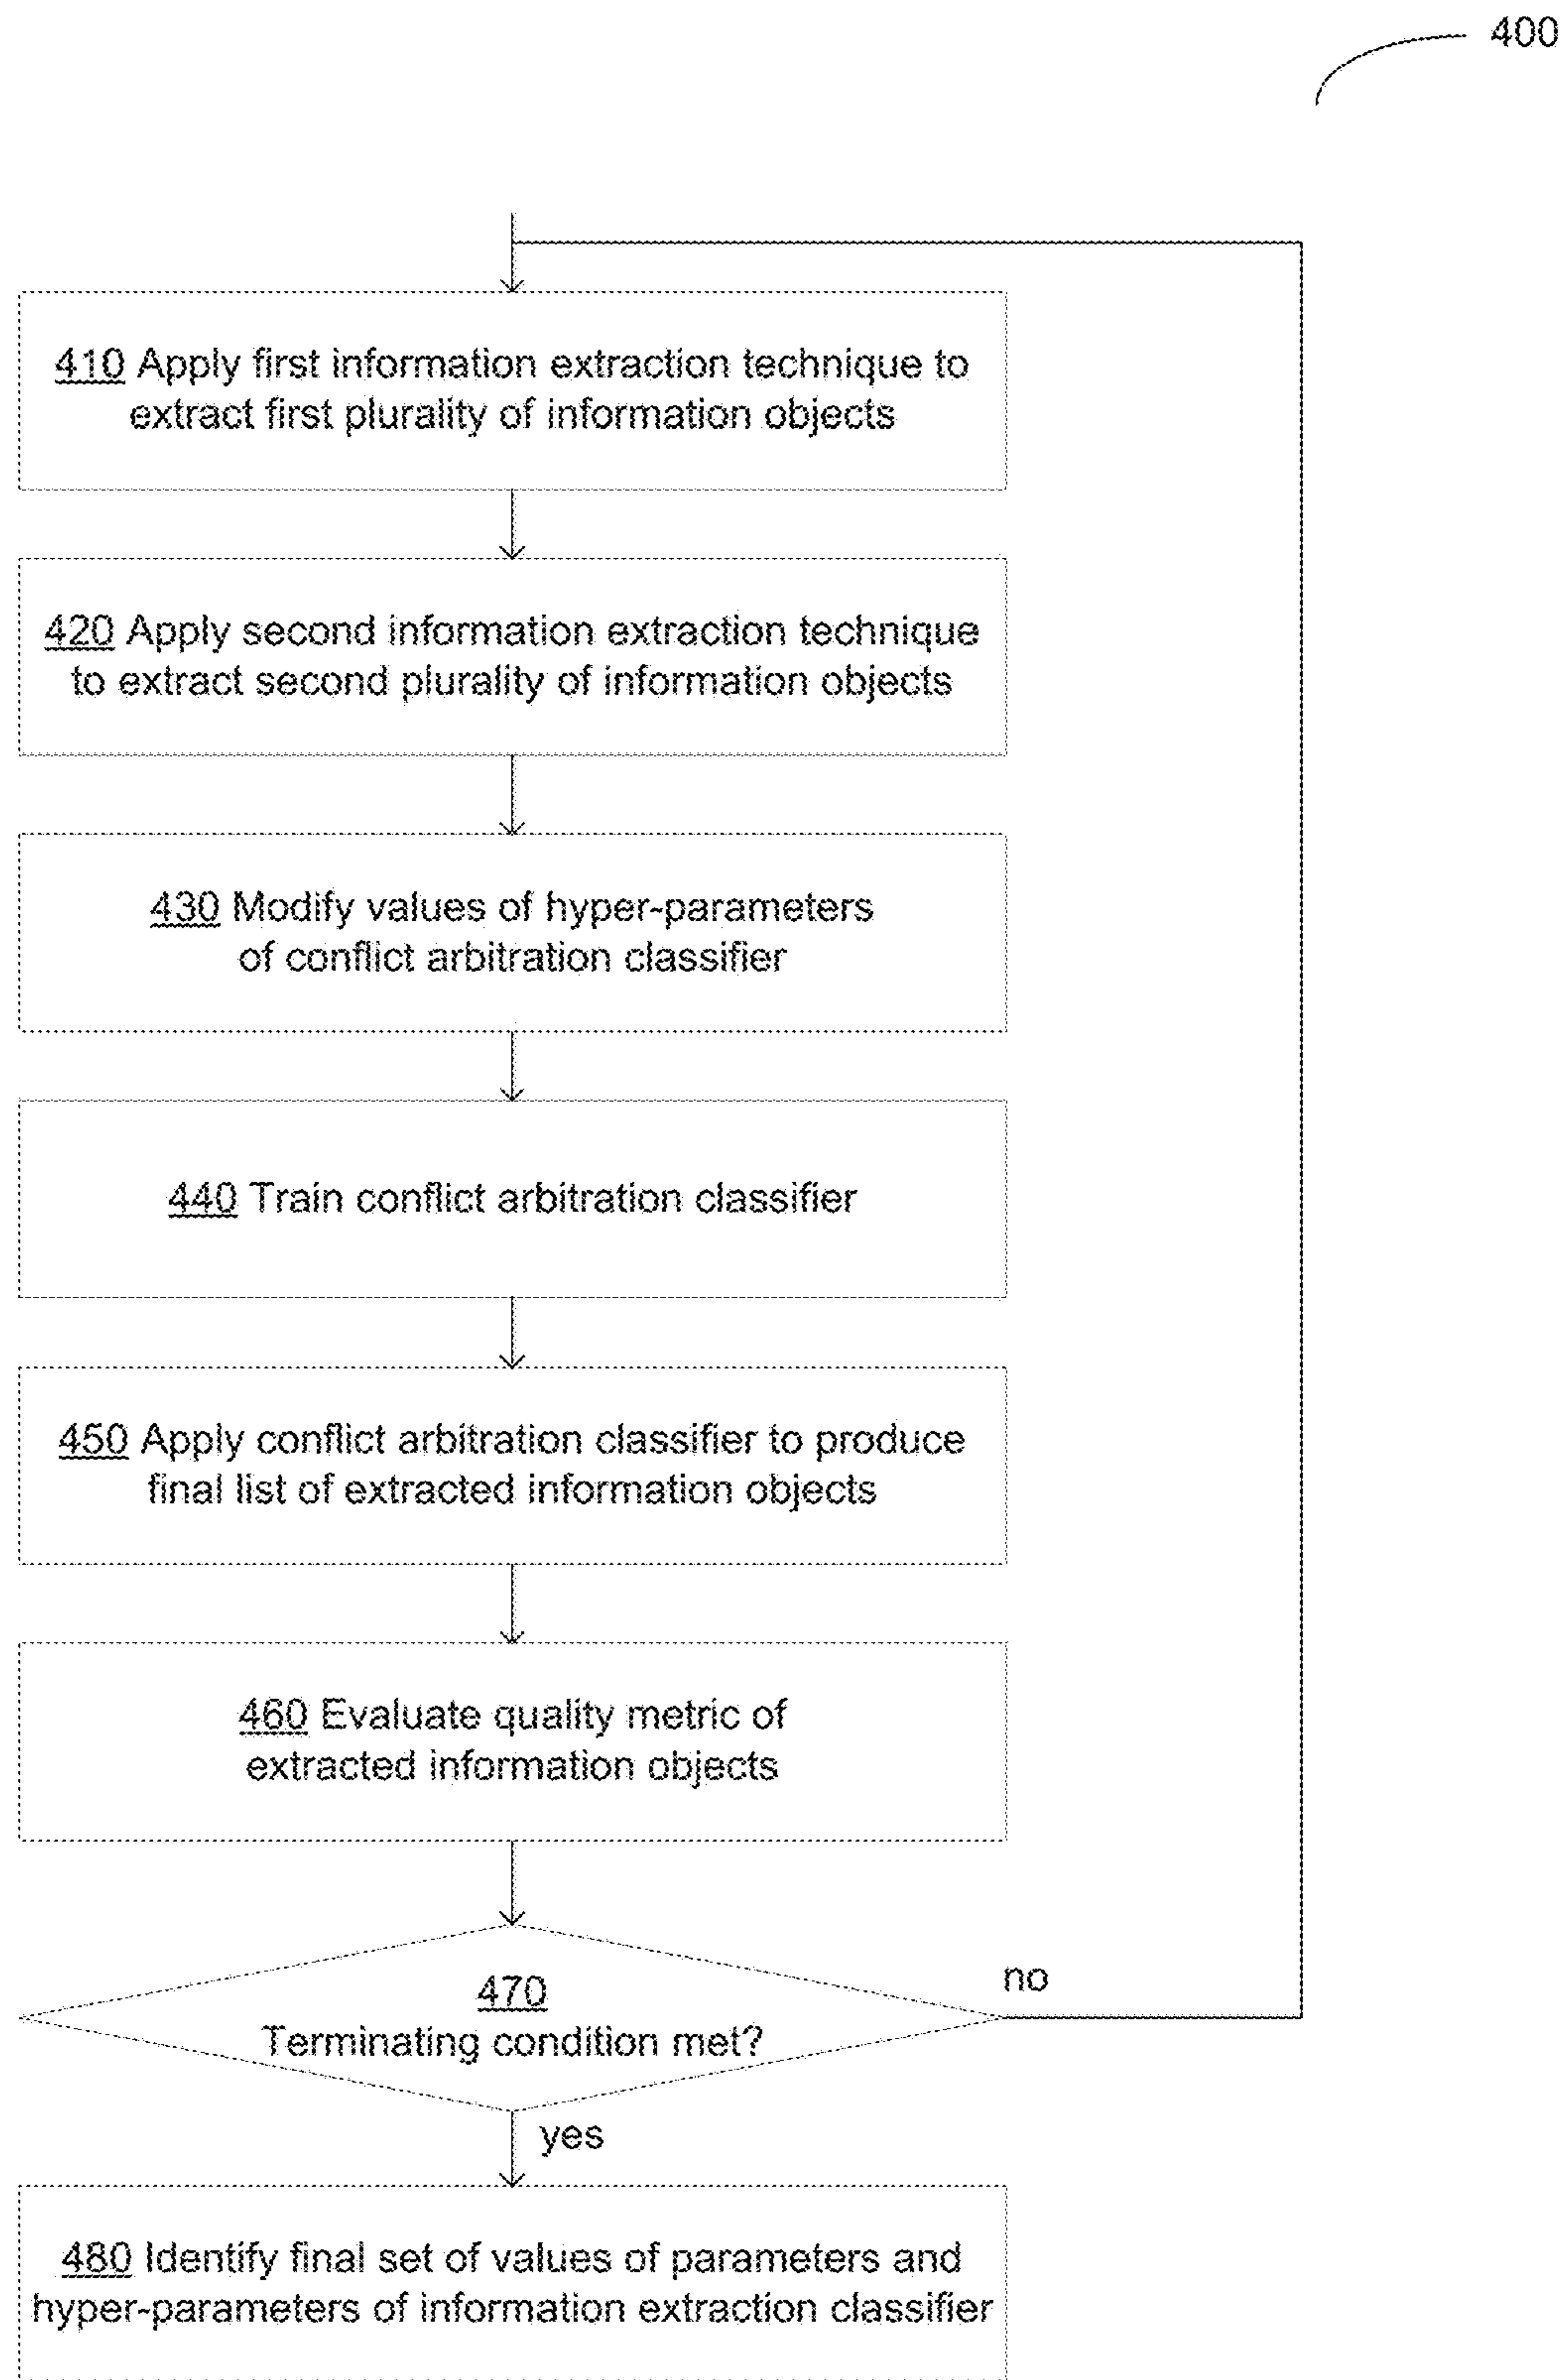 400
410 Apply first information extraction technique to
extract first plurality of information objects
420 Apply second information extraction technique
to extract second plurality of information objects
430 Modify values of hyper-parameters
of conflict arbitration classifier
440 Train conflict arbitration classifier
450 Apply conflict arbitration classifier to produce
final list of extracted information objects
460 Evaluate quality metric of
extracted information objects
470
Terminating condition met?
no
yes
480 Identify final set of values of parameters and
hyper-parameters of information extraction classifier